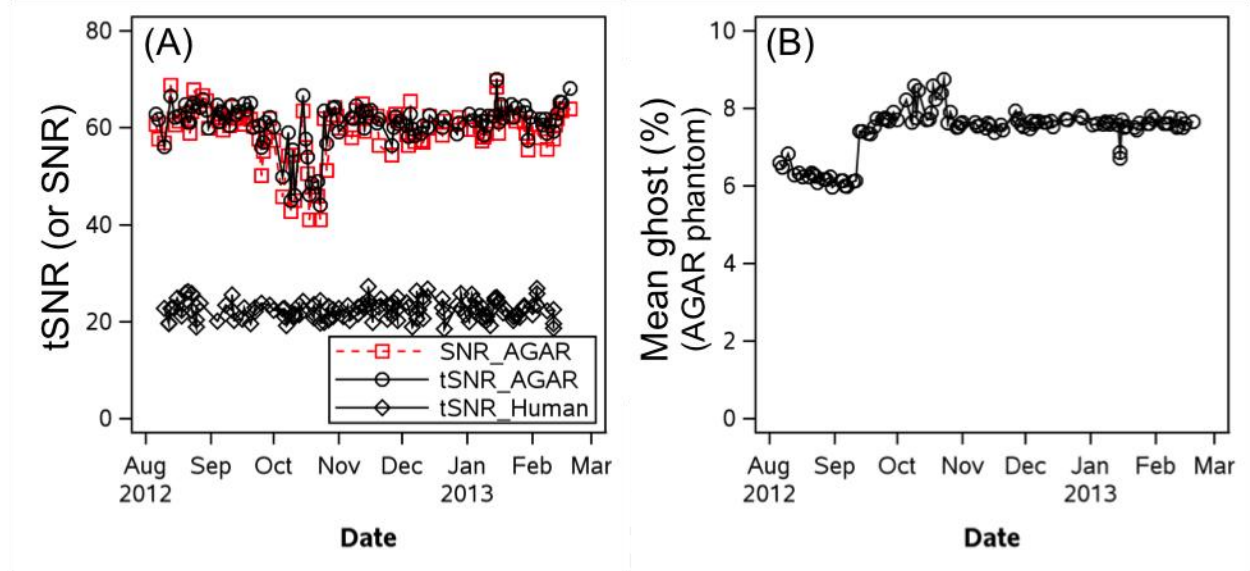 (A)
tSNR (or SNR)
80
60
40
20
0
SNR_AGAR
tSNR_AGAR
tSNR_Human
Aug Sep Oct Nov Dec Jan Feb Mar
2012 2013
Date
(B)
Mean ghost (%)
(AGAR phantom)
10
8
6
4
2
0
Aug Sep Oct Nov Dec Jan Feb Mar
2012 2013
Date